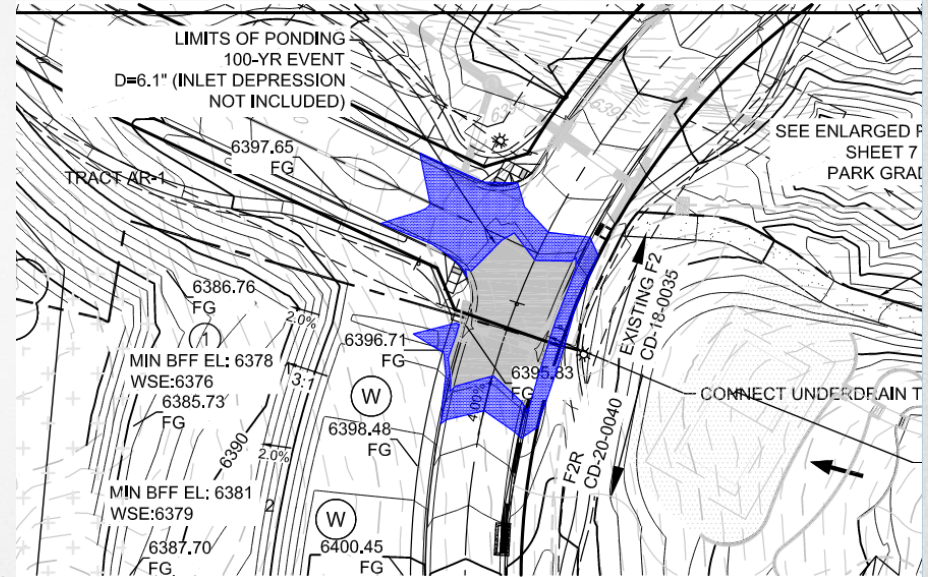 LIMITS OF PONDING
100-YR EVENT
D=6.1" (INLET DEPRESSION
NOT INCLUDED)
6397.65
FG
TRACT AR-1
SEE ENLARGED
SHEET 7
PARK GRAD
6386.76
FG
1
2.0%
MIN BFF EL: 6378
WSE:6376
3:1
6385.73
FG
6390
2.0%
MIN BFF EL: 6381
WSE:6379
2
6387.70
FG
6396.71
FG
W
6398.48
FG
W
6400.45
FG
4.00%
6395.83
FG
EXISTING F2
CD-18-0035
F2R
CD-20-0040
CONNECT UNDERDRAIN T